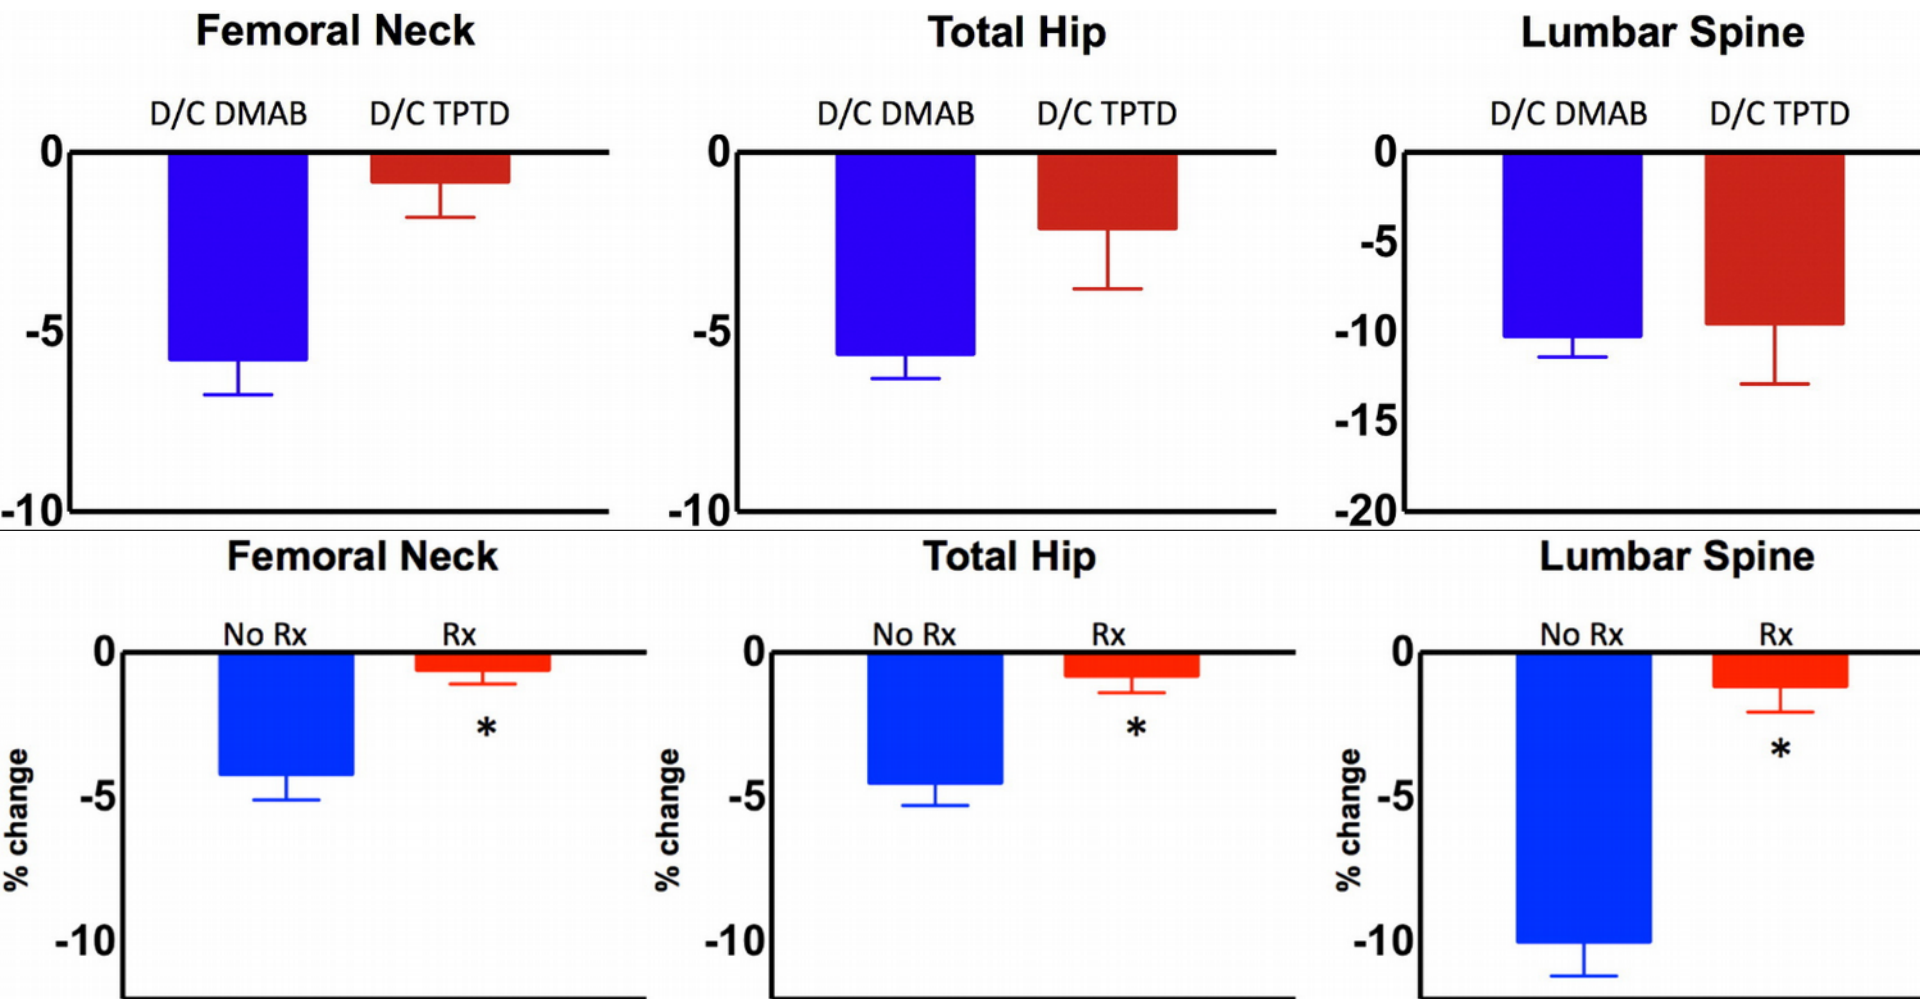 Femoral Neck
D/C DMAB D/C TPTD
0
-5
-10
Total Hip
D/C DMAB D/C TPTD
0
-5
-10
Lumbar Spine
D/C DMAB D/C TPTD
0
-5
-10
-15
-20
Femoral Neck
No Rx Rx
0
*
-5
-10
% change
Total Hip
No Rx Rx
0
*
-5
-10
% change
Lumbar Spine
No Rx Rx
0
*
-5
-10
% change